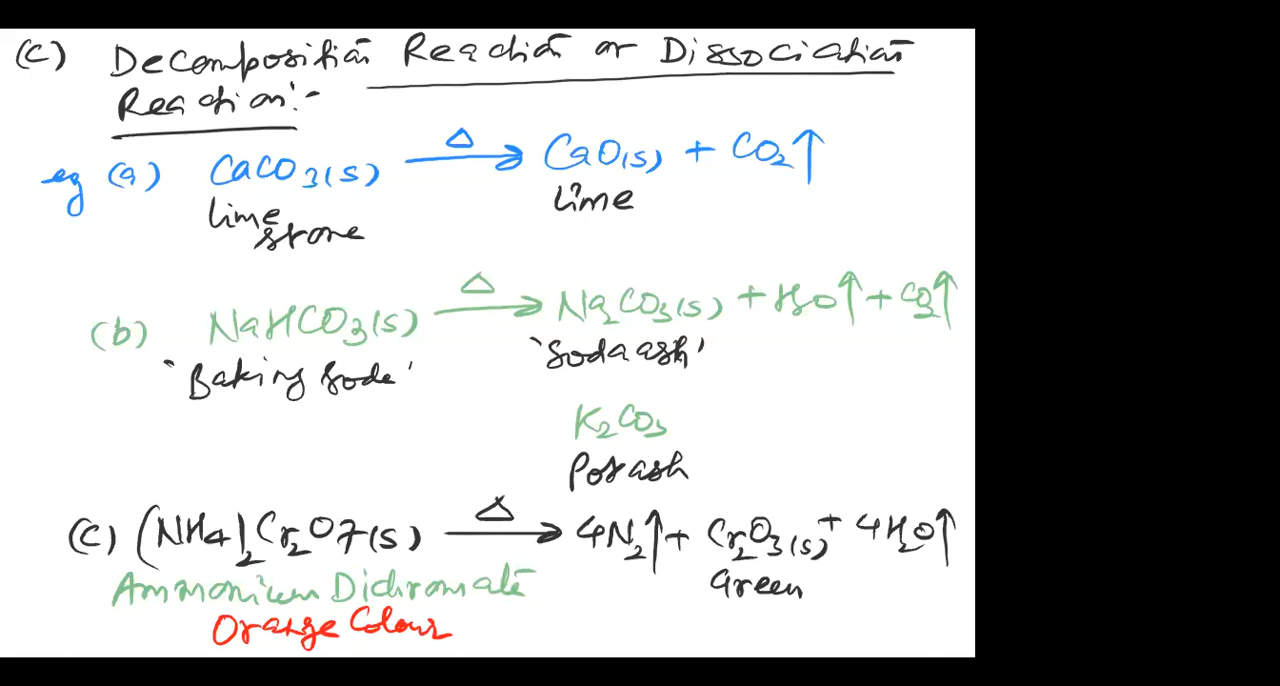 (C) Decomposition Reaction or Dissociation
Reaction:-
eg (a) CaCO3(s) Δ→ CaO(s) + CO2↑
Lime stone Lime
(b) NaHCO3(s) Δ→ Na2CO3(s) + H2O↑ + CO2↑
'Baking Soda' 'Soda ash'
K2CO3
Potash
(C) (NH4)2Cr2O7(s) Δ→ 4N2↑ + Cr2O3(s) + 4H2O↑
Ammonium Dichromate Green
Orange Colour